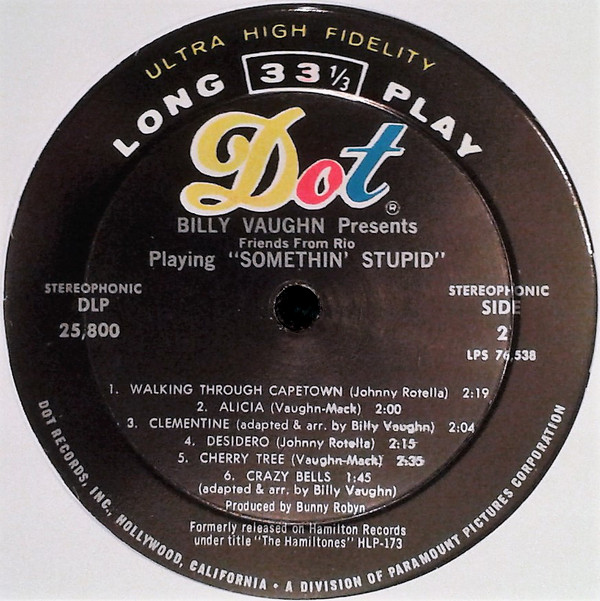 ULTRA HIGH FIDELITY
LONG 33 1/3 PLAY
Dot ®
BILLY VAUGHN Presents
Friends From Rio
Playing "SOMETHIN' STUPID"
STEREOPHONIC
DLP
25,800
STEREOPHONIC
SIDE
2
LPS 76,538
1. WALKING THROUGH CAPETOWN (Johnny Rotella) 2:19
2. ALICIA (Vaughn-Mack) 2:00
3. CLEMENTINE (adapted & arr. by Billy Vaughn) 2:04
4. DESIDERO (Johnny Rotella) 2:15
5. CHERRY TREE (Vaughn-Mack) 2:35
6. CRAZY BELLS 1:45
(adapted & arr. by Billy Vaughn)
Produced by Bunny Robyn
Formerly released on Hamilton Records
under title "The Hamiltones" HLP-173
DOT RECORDS, INC., HOLLYWOOD, CALIFORNIA • A DIVISION OF PARAMOUNT PICTURES CORPORATION